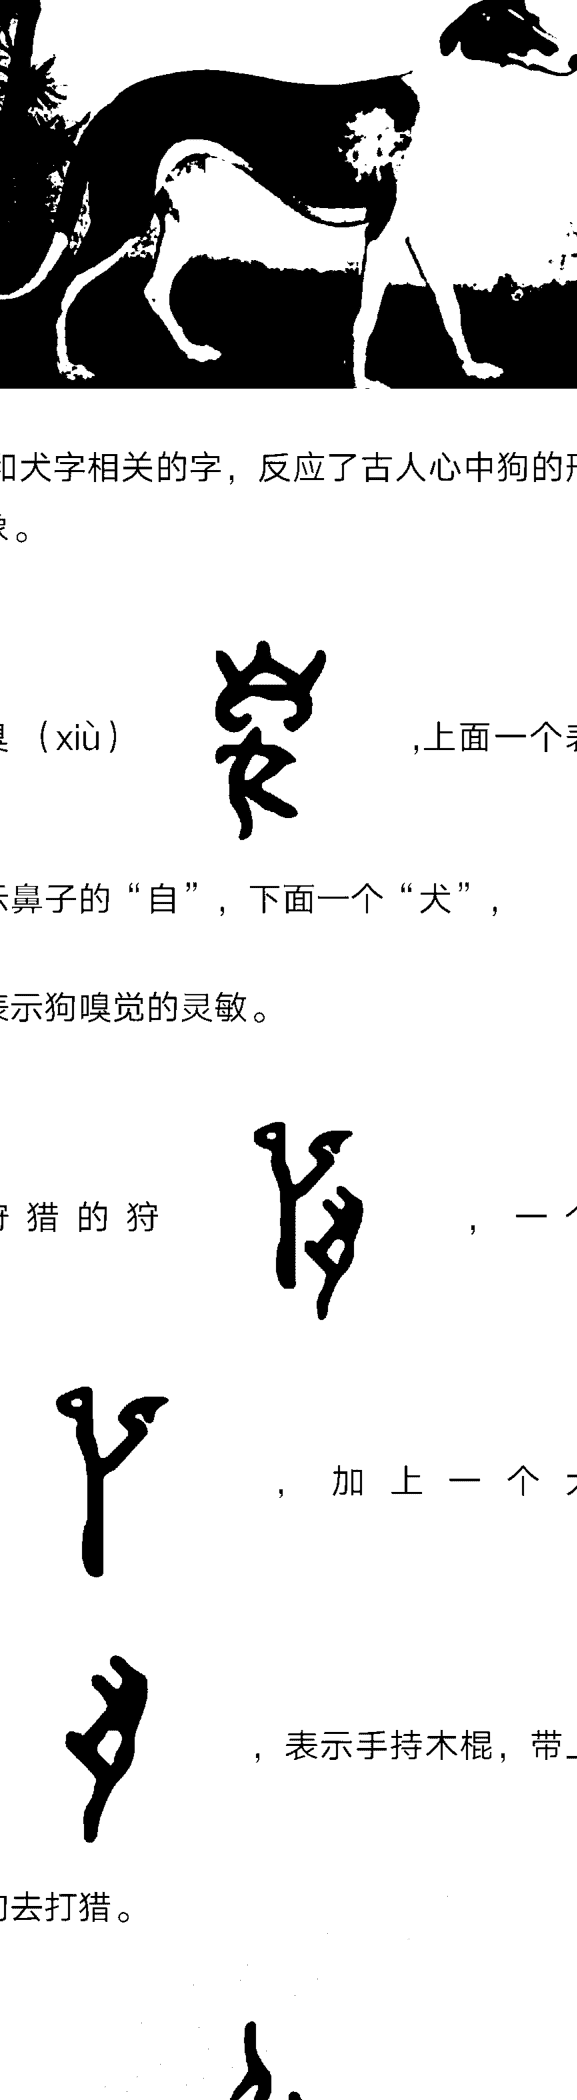 和犬字相关的字，反应了古人心中狗的形
象。
臭（xiù） ,上面一个表
示鼻子的“自”，下面一个“犬”，
表示狗嗅觉的灵敏。
狩猎的狩 ，一个
，加上一个犬
，表示手持木棍，带上
狗去打猎。